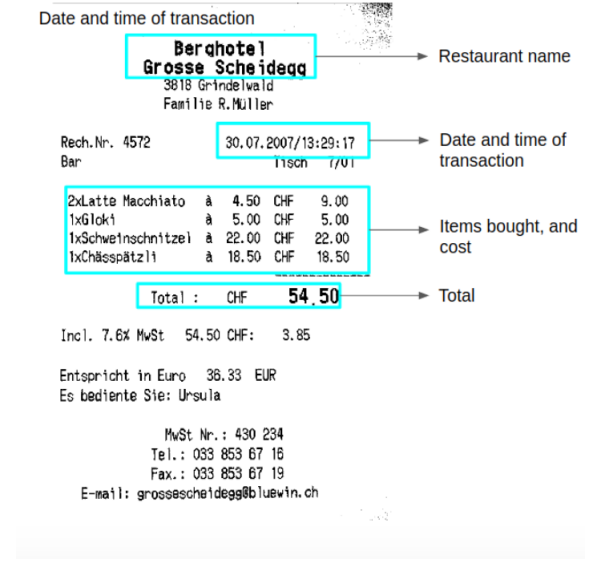 Date and time of transaction
Berghotel
Grosse Scheidegg
Restaurant name
3818 Grindelwald
Familie R.Müller
Rech.Nr. 4572
30.07.2007/13:29:17
Date and time of
transaction
Bar
Tisch 7/01
2xLatte Macchiato à 4.50 CHF 9.00
1xGloki à 5.00 CHF 5.00
1xSchweinschnitzel à 22.00 CHF 22.00
1xChässpätzli à 18.50 CHF 18.50
Items bought, and
cost
Total : CHF 54.50
Total
Incl. 7.6% MwSt 54.50 CHF: 3.85
Entspricht in Euro 36.33 EUR
Es bediente Sie: Ursula
MwSt Nr.: 430 234
Tel.: 033 853 67 16
Fax.: 033 853 67 19
E-mail: grossescheidegg@bluewin.ch